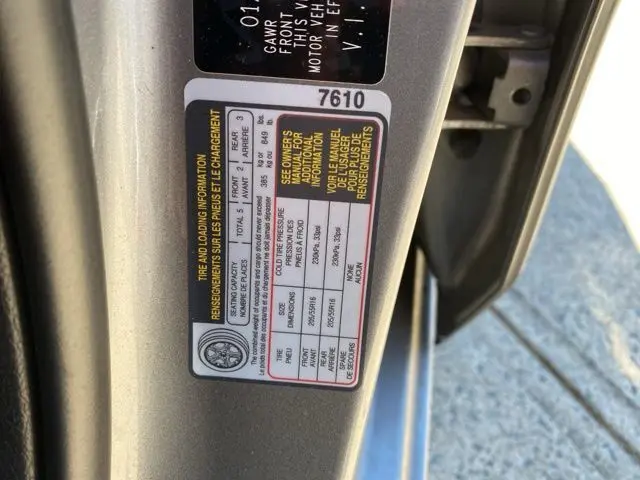 01
GAWR
FRONT
THIS V
MOTOR VEH
IN EF
V.I.
7610
TIRE AND LOADING INFORMATION
RENSEIGNEMENTS SUR LES PNEUS ET LE CHARGEMENT
SEATING CAPACITY
NOMBRE DE PLACES
TOTAL 5
FRONT 2
AVANT
REAR 3
ARRIÈRE
The combined weight of occupants and cargo should never exceed 385 kg or 849 lbs.
Le poids total des occupants et du chargement ne doit jamais dépasser kg ou lb.
TIRE SIZE COLD TIRE PRESSURE
PNEU DIMENSIONS PRESSION DES PNEUS À FROID
FRONT
AVANT 205/55R16 230kPa, 33psi
REAR
ARRIÈRE 205/55R16 230kPa, 33psi
SPARE NONE
DE SECOURS AUCUN
SEE OWNER'S
MANUAL FOR
ADDITIONAL
INFORMATION
VOIR LE MANUEL
DE L'USAGER
POUR PLUS DE
RENSEIGNEMENTS